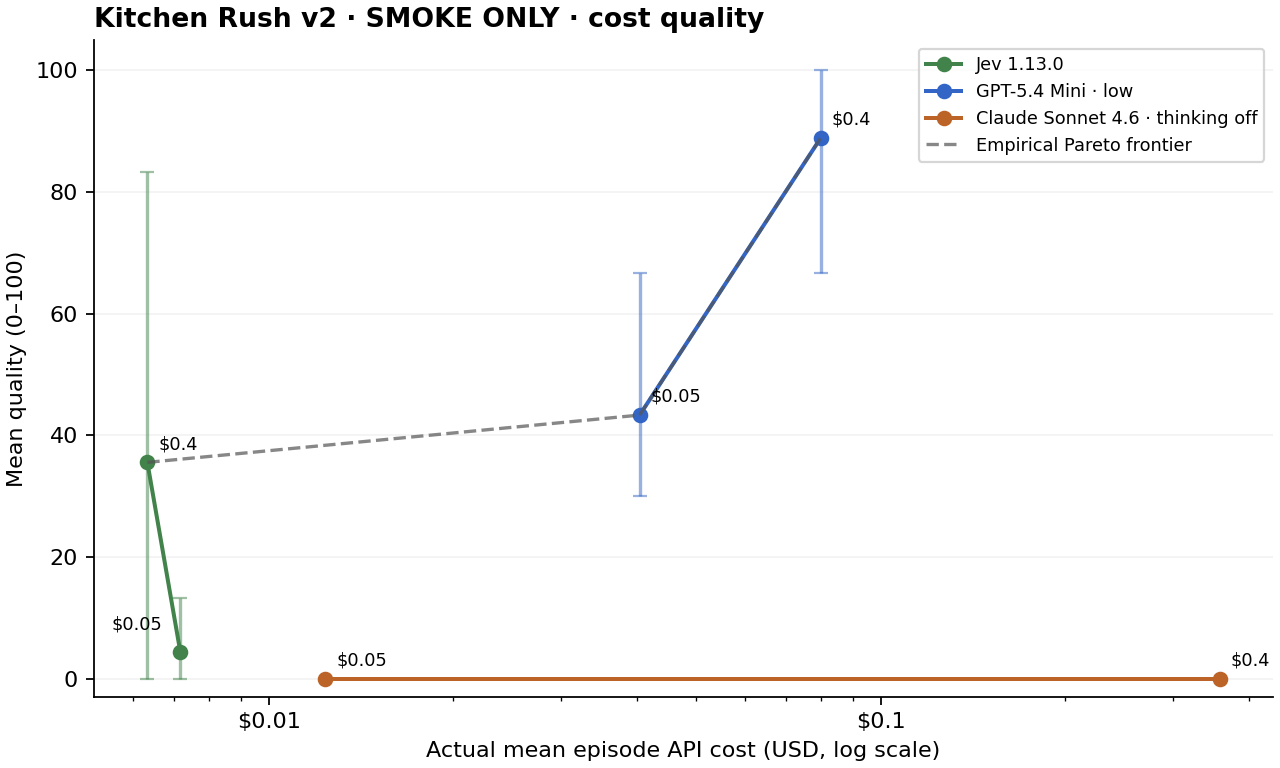 Kitchen Rush v2 · SMOKE ONLY · cost quality
Jev 1.13.0
GPT-5.4 Mini · low
Claude Sonnet 4.6 · thinking off
Empirical Pareto frontier
Mean quality (0–100)
100
80
60
40
20
0
$0.4
$0.05
$0.4
$0.05
$0.05
$0.4
$0.01
$0.1
Actual mean episode API cost (USD, log scale)